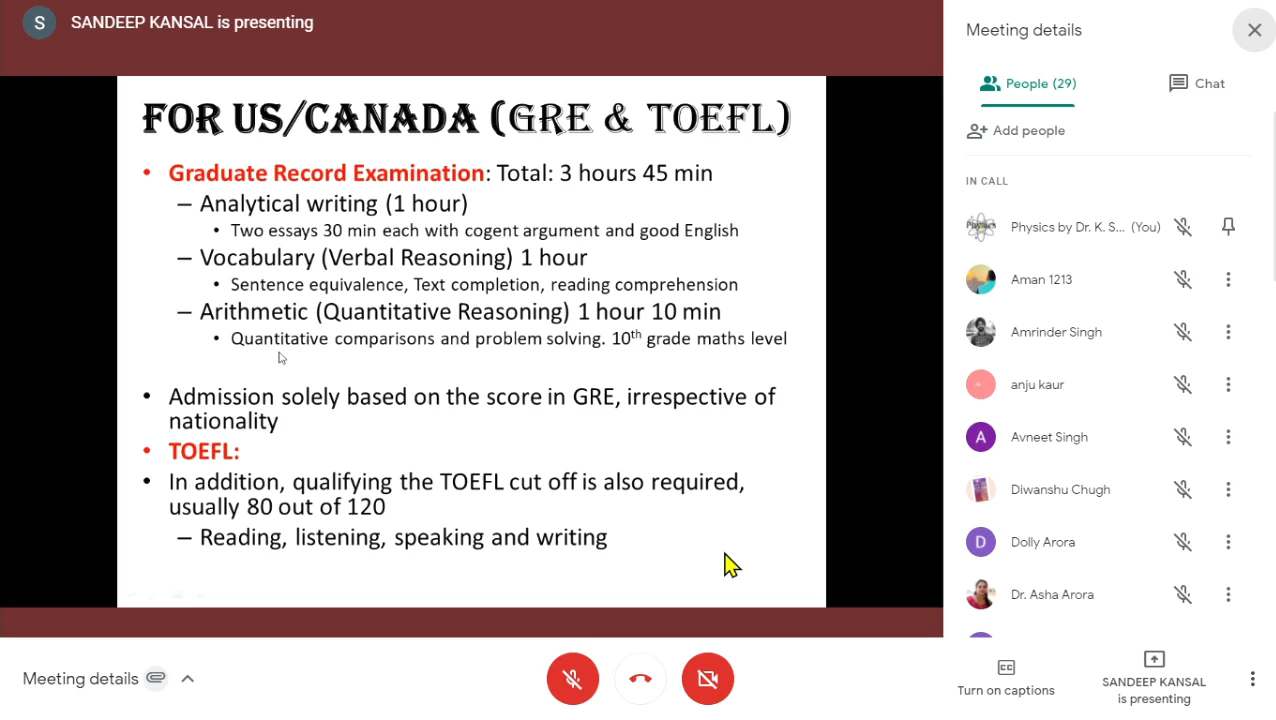 S
SANDEEP KANSAL is presenting
FOR US/CANADA (GRE & TOEFL)
• Graduate Record Examination: Total: 3 hours 45 min
– Analytical writing (1 hour)
• Two essays 30 min each with cogent argument and good English
– Vocabulary (Verbal Reasoning) 1 hour
• Sentence equivalence, Text completion, reading comprehension
– Arithmetic (Quantitative Reasoning) 1 hour 10 min
• Quantitative comparisons and problem solving. 10th grade maths level
• Admission solely based on the score in GRE, irrespective of
nationality
• TOEFL:
• In addition, qualifying the TOEFL cut off is also required,
usually 80 out of 120
– Reading, listening, speaking and writing
Meeting details
People (29)
Chat
Add people
IN CALL
Physics
Physics by Dr. K. S... (You)
Aman 1213
Amrinder Singh
anju kaur
A
Avneet Singh
Diwanshu Chugh
D
Dolly Arora
Dr. Asha Arora
Meeting details
CC
Turn on captions
SANDEEP KANSAL
is presenting